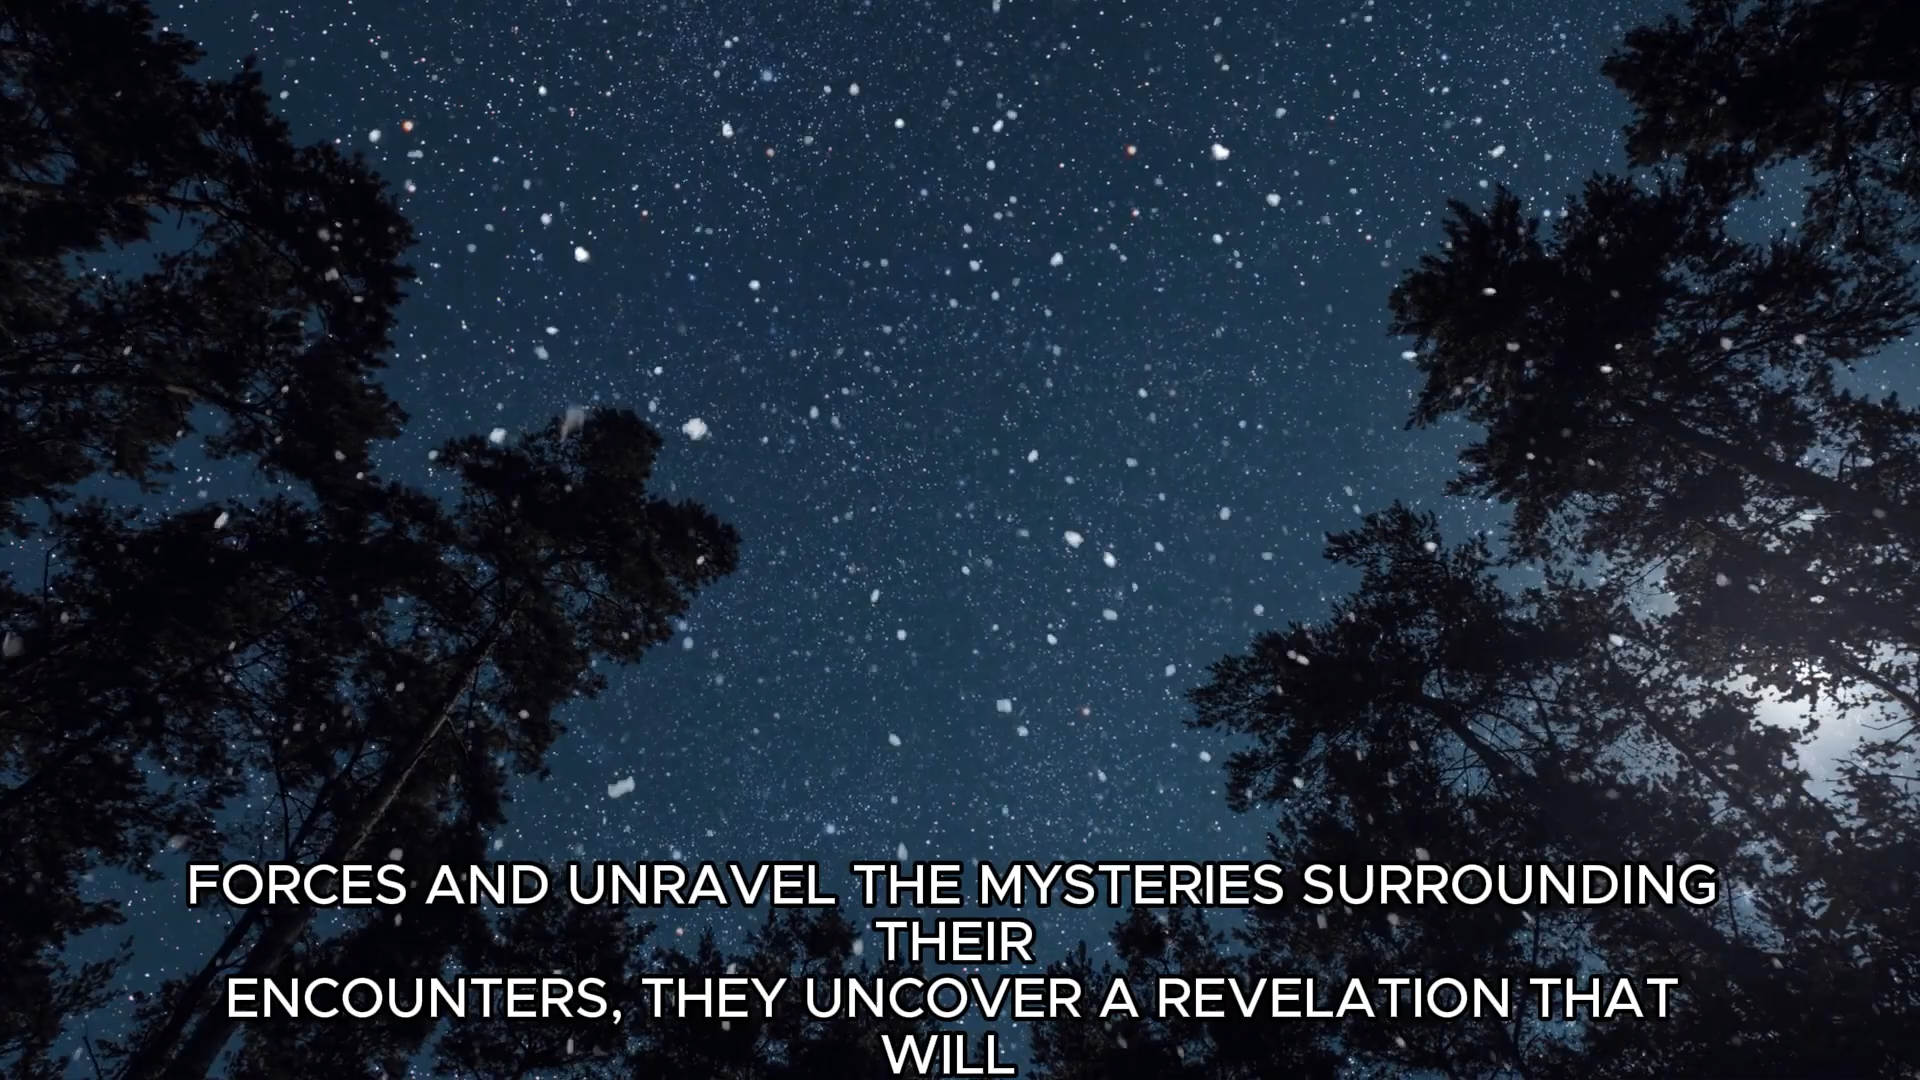 FORCES AND UNRAVEL THE MYSTERIES SURROUNDING
THEIR
ENCOUNTERS, THEY UNCOVER A REVELATION THAT
WILL